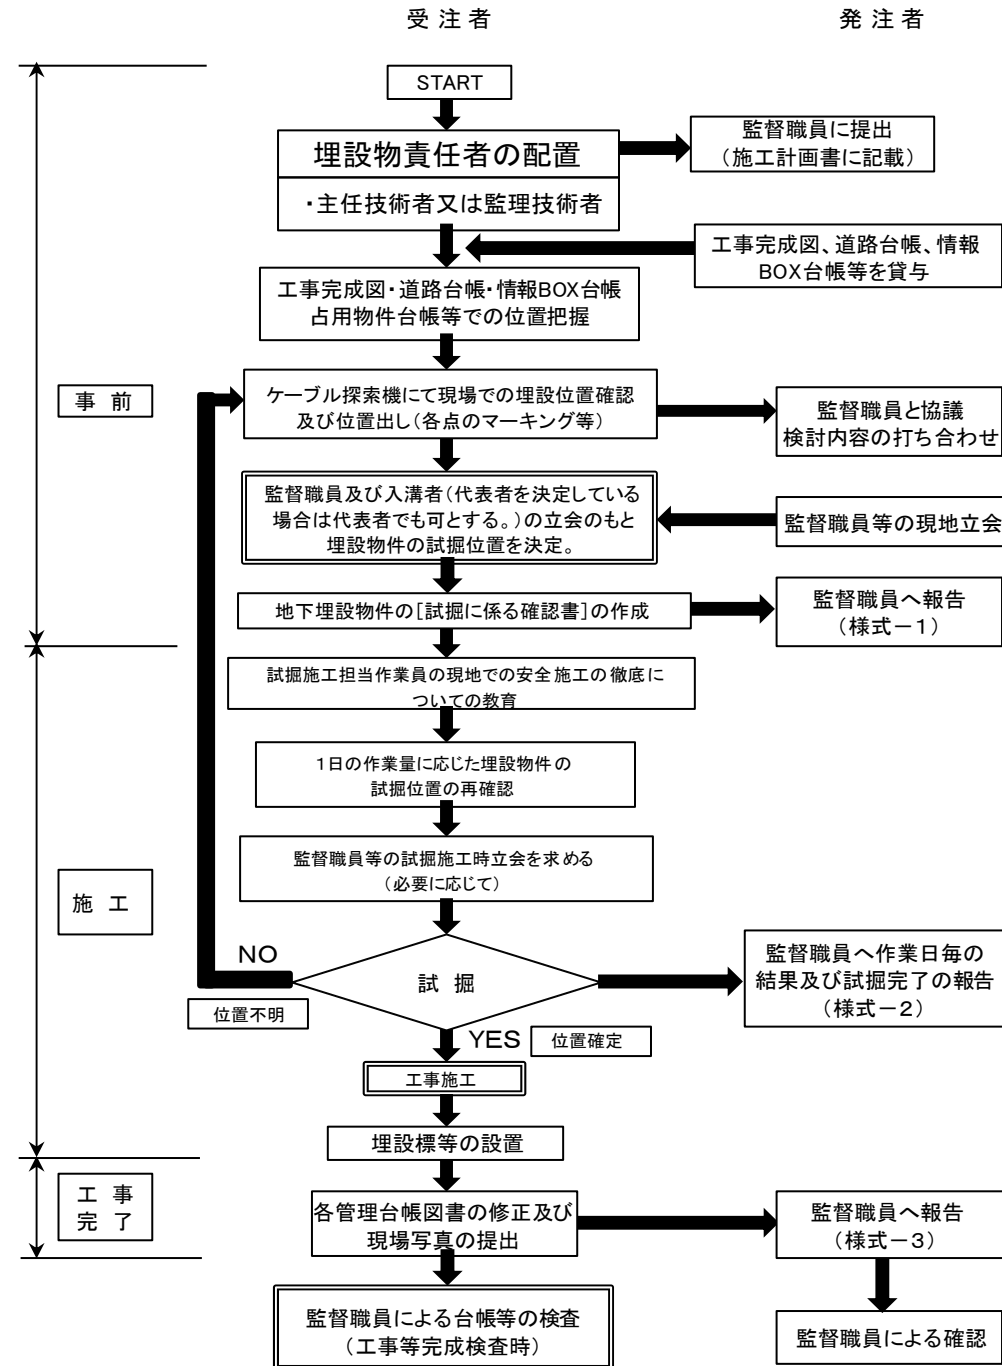 受 注 者
発 注 者
START
埋設物責任者の配置
・主任技術者又は監理技術者
監督職員に提出
(施工計画書に記載)
工事完成図、道路台帳、情報
BOX台帳等を貸与
工事完成図・道路台帳・情報BOX台帳
占用物件台帳等での位置把握
事 前
ケーブル探索機にて現場での埋設位置確認
及び位置出し(各点のマーキング等)
監督職員と協議
検討内容の打ち合わせ
監督職員及び入溝者(代表者を決定している
場合は代表者でも可とする。)の立会のもと
埋設物件の試掘位置を決定。
監督職員等の現地立会
地下埋設物件の[試掘に係る確認書]の作成
監督職員へ報告
(様式-1)
試掘施工担当作業員の現地での安全施工の徹底に
ついての教育
1日の作業量に応じた埋設物件の
試掘位置の再確認
監督職員等の試掘施工時立会を求める
(必要に応じて)
施 工
NO
位置不明
試 掘
監督職員へ作業日毎の
結果及び試掘完了の報告
(様式-2)
YES
位置確定
工事施工
埋設標等の設置
工 事
完 了
各管理台帳図書の修正及び
現場写真の提出
監督職員へ報告
(様式-3)
監督職員による台帳等の検査
(工事等完成検査時)
監督職員による確認